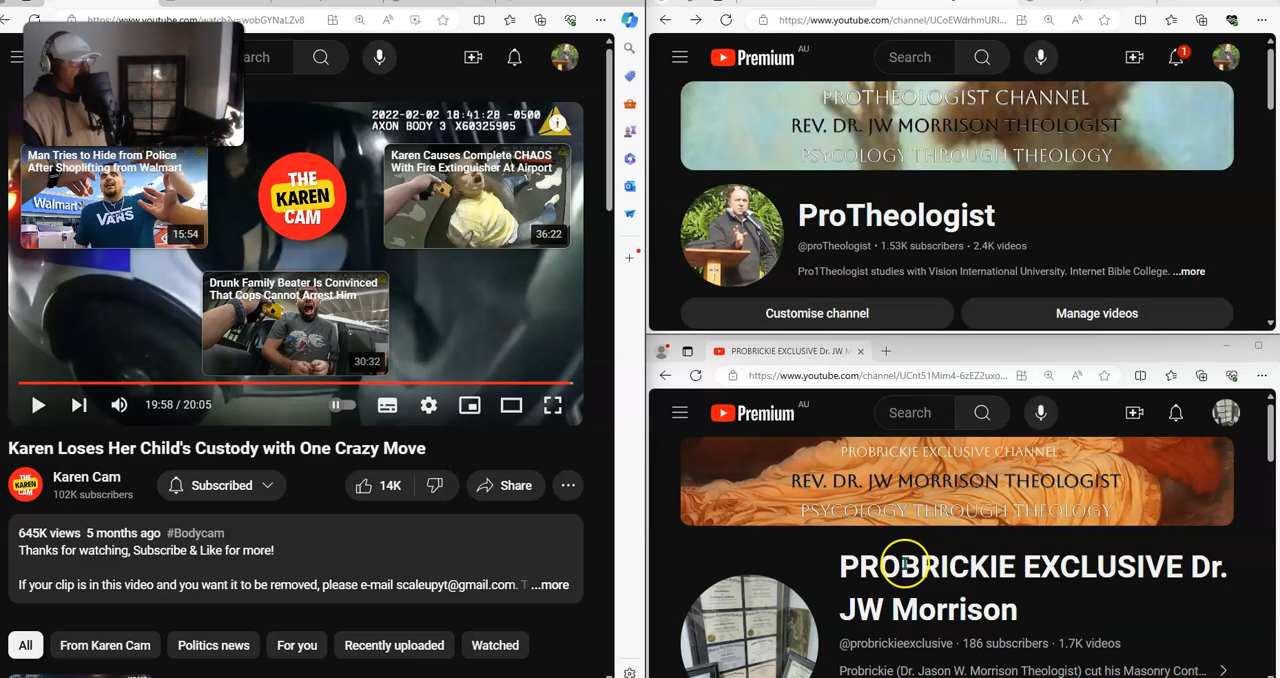 https://www.youtube.com/watch?v=wobGYNaLZv8
arch
2022-02-02 18:41:28 -0500
AXON BODY 3 X60325905
Man Tries to Hide from Police
After Shoplifting from Walmart
Walmart
VANS
15:54
THE
KAREN
CAM
Karen Causes Complete CHAOS
With Fire Extinguisher At Airport
36:22
Drunk Family Beater Is Convinced
That Cops Cannot Arrest Him
30:32
19:58 / 20:05
Karen Loses Her Child's Custody with One Crazy Move
THE
KAREN
CAM
Karen Cam
102K subscribers
Subscribed
14K
Share
645K views 5 months ago #Bodycam
Thanks for watching, Subscribe & Like for more!
If your clip is in this video and you want it to be removed, please e-mail scaleupyt@gmail.com. T ...more
All
From Karen Cam
Politics news
For you
Recently uploaded
Watched
https://www.youtube.com/channel/UCoEWdrhmURI...
Premium AU
Search
1
PROTHEOLOGIST CHANNEL
REV. DR. JW MORRISON THEOLOGIST
PSYCOLOGY THROUGH THEOLOGY
ProTheologist
@proTheologist • 1.53K subscribers • 2.4K videos
Pro1Theologist studies with Vision International University. Internet Bible College. ...more
Customise channel
Manage videos
PROBRICKIE EXCLUSIVE Dr. JW M
https://www.youtube.com/channel/UCnt51Mim4-6zEZ2uxo...
Premium AU
Search
PROBRICKIE EXCLUSIVE CHANNEL
REV. DR. JW MORRISON THEOLOGIST
PSYCOLOGY THROUGH THEOLOGY
PROBRICKIE EXCLUSIVE Dr.
JW Morrison
@probrickieexclusive • 186 subscribers • 1.7K videos
Probrickie (Dr. Jason W. Morrison Theologist) cut his Masonry Cont...